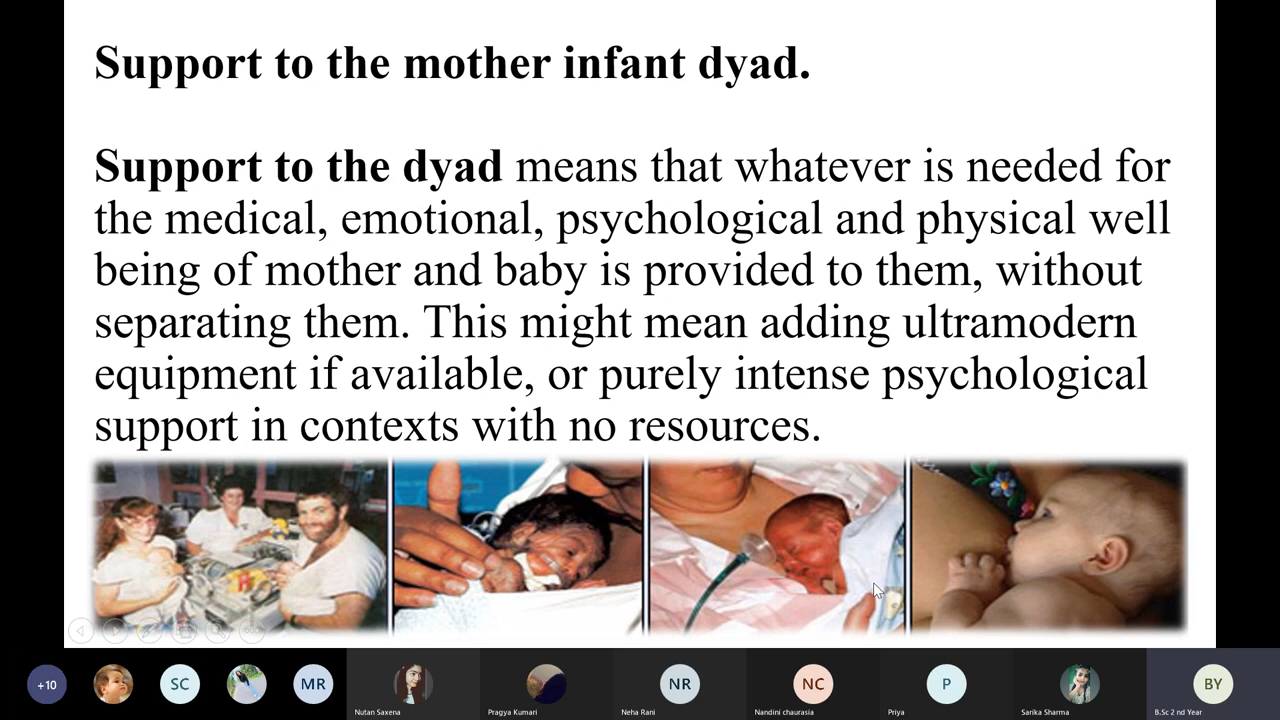 Support to the mother infant dyad.
Support to the dyad means that whatever is needed for
the medical, emotional, psychological and physical well
being of mother and baby is provided to them, without
separating them. This might mean adding ultramodern
equipment if available, or purely intense psychological
support in contexts with no resources.
+10
SC
MR
NR
NC
P
BY
Nutan Saxena
Pragya Kumari
Neha Rani
Nandini chaurasia
Priya
Sarika Sharma
B.Sc 2 nd Year